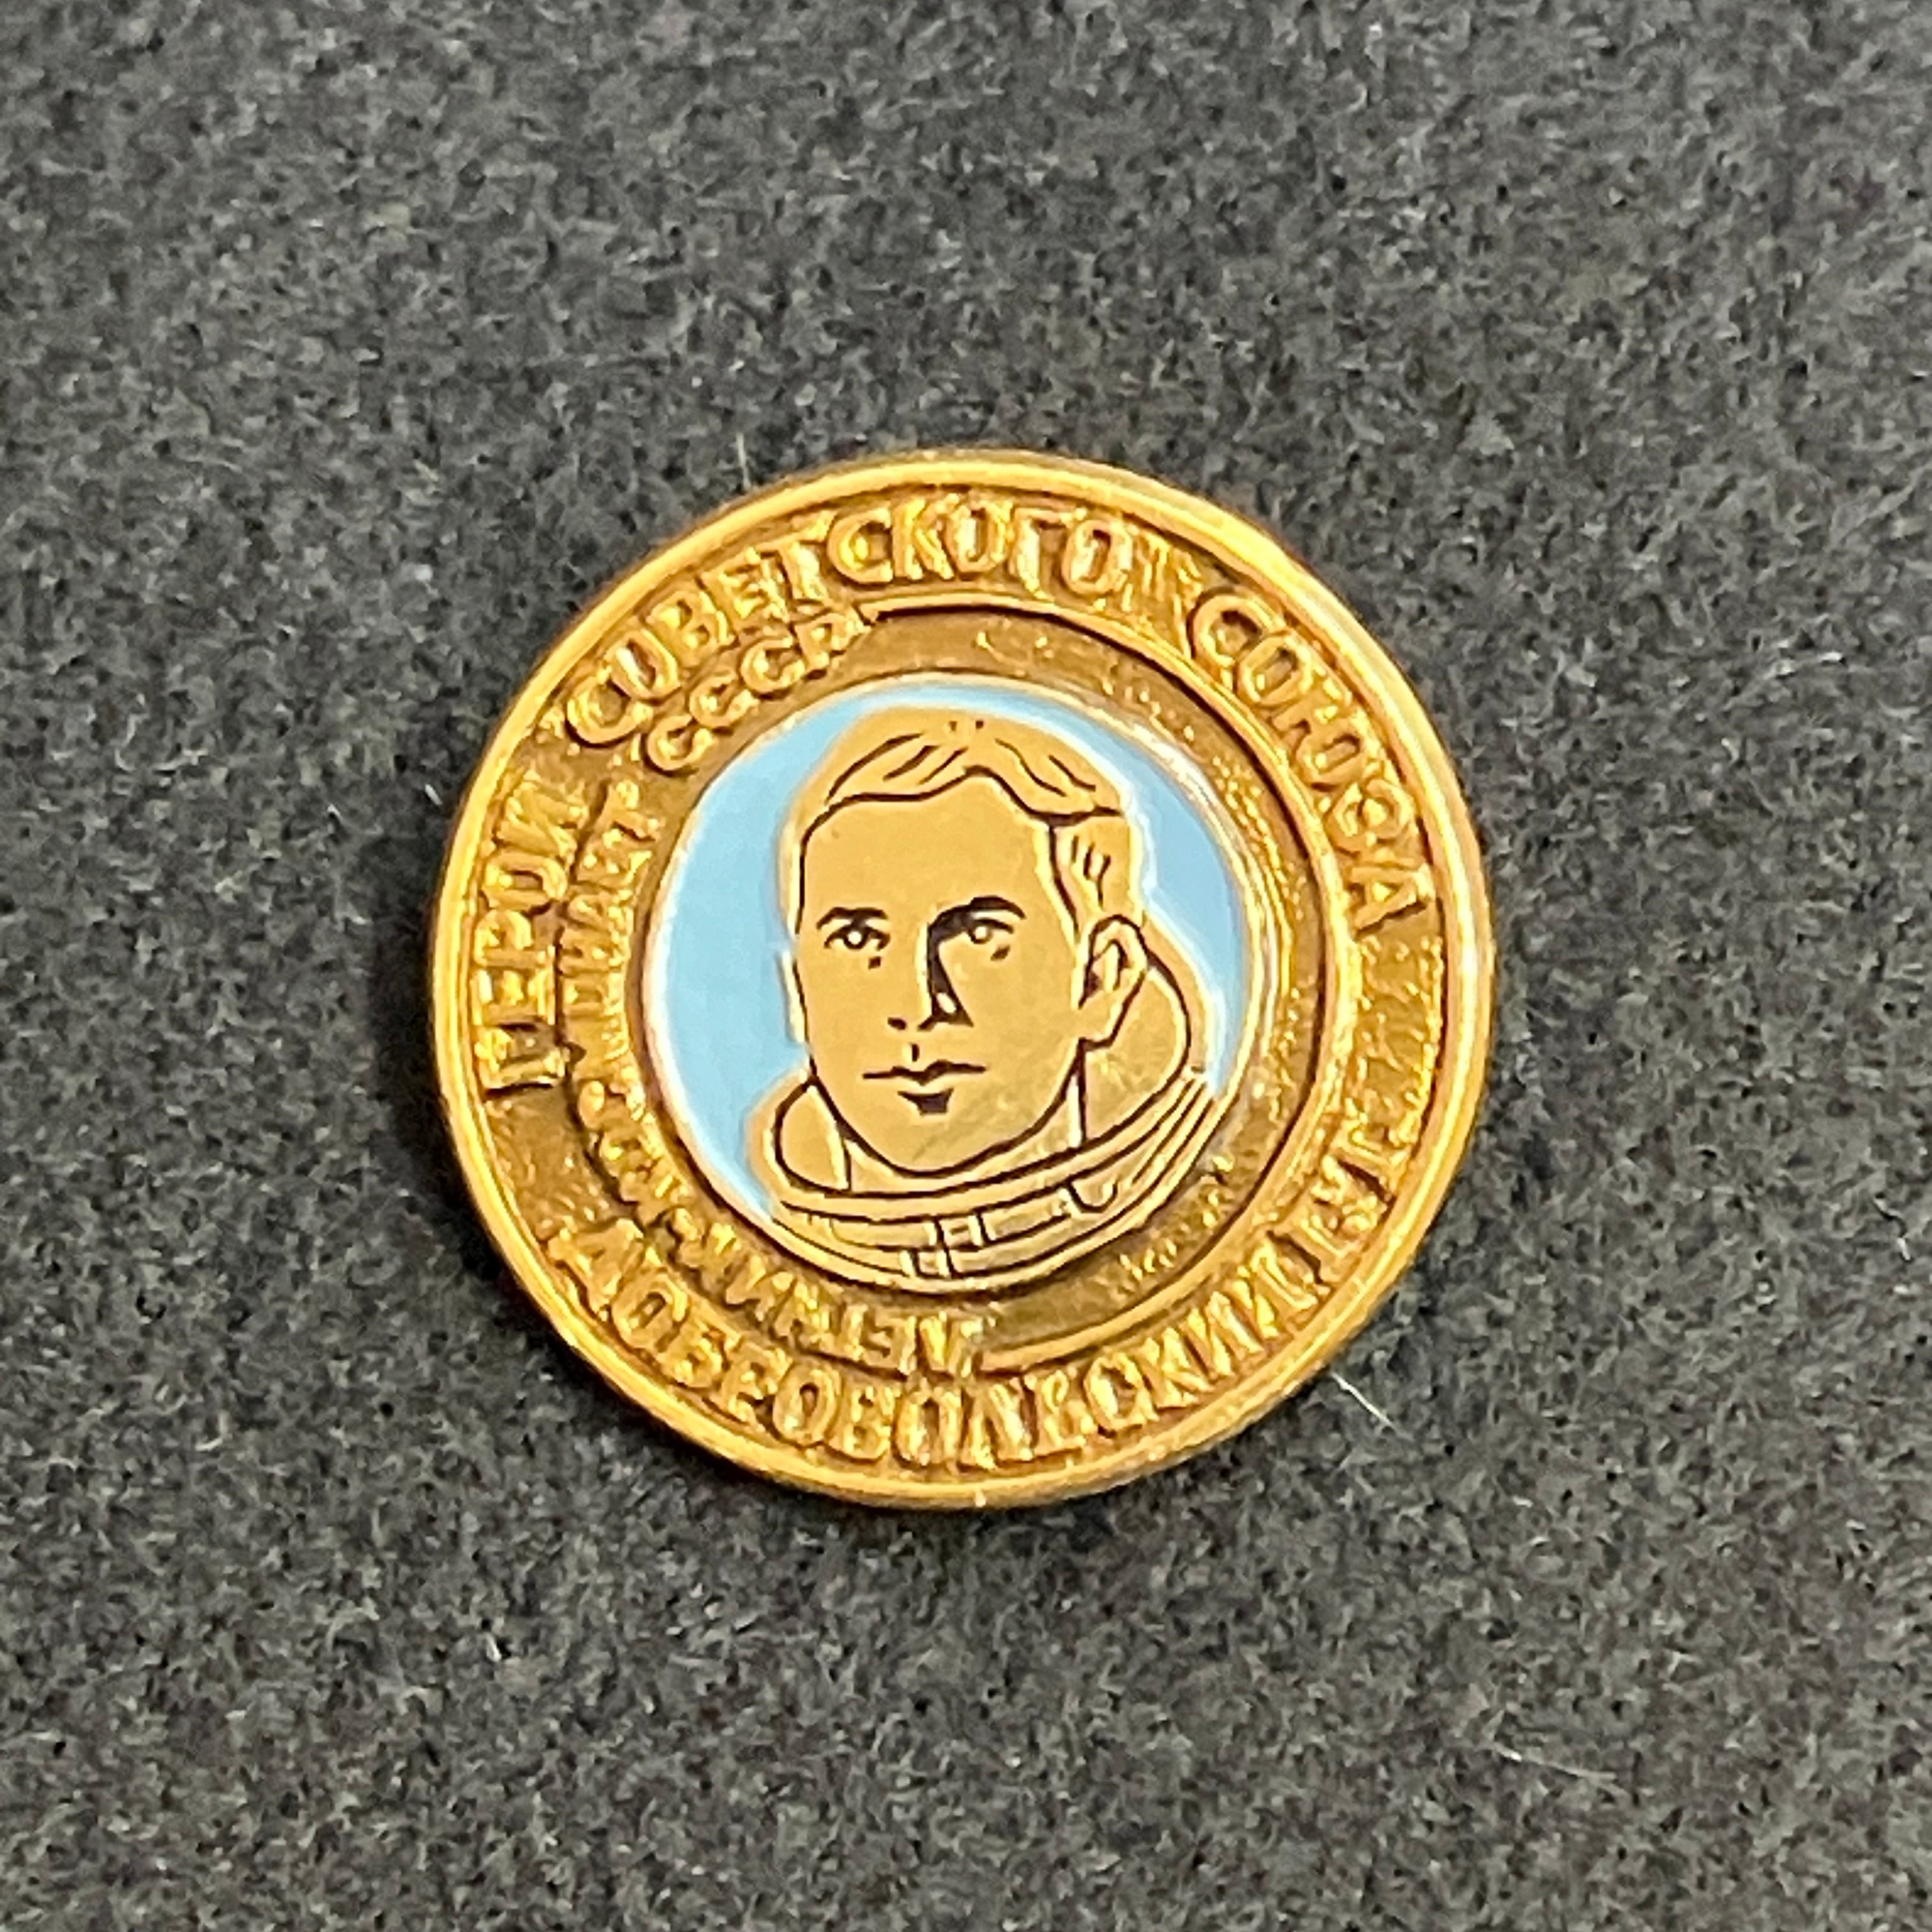 ГЕРОЙ СОВЕТСКОГО СОЮЗА
ЛЕТЧИК-КОСМОНАВТ СССР
ДОБРОВОЛЬСКИЙ Г.Т.